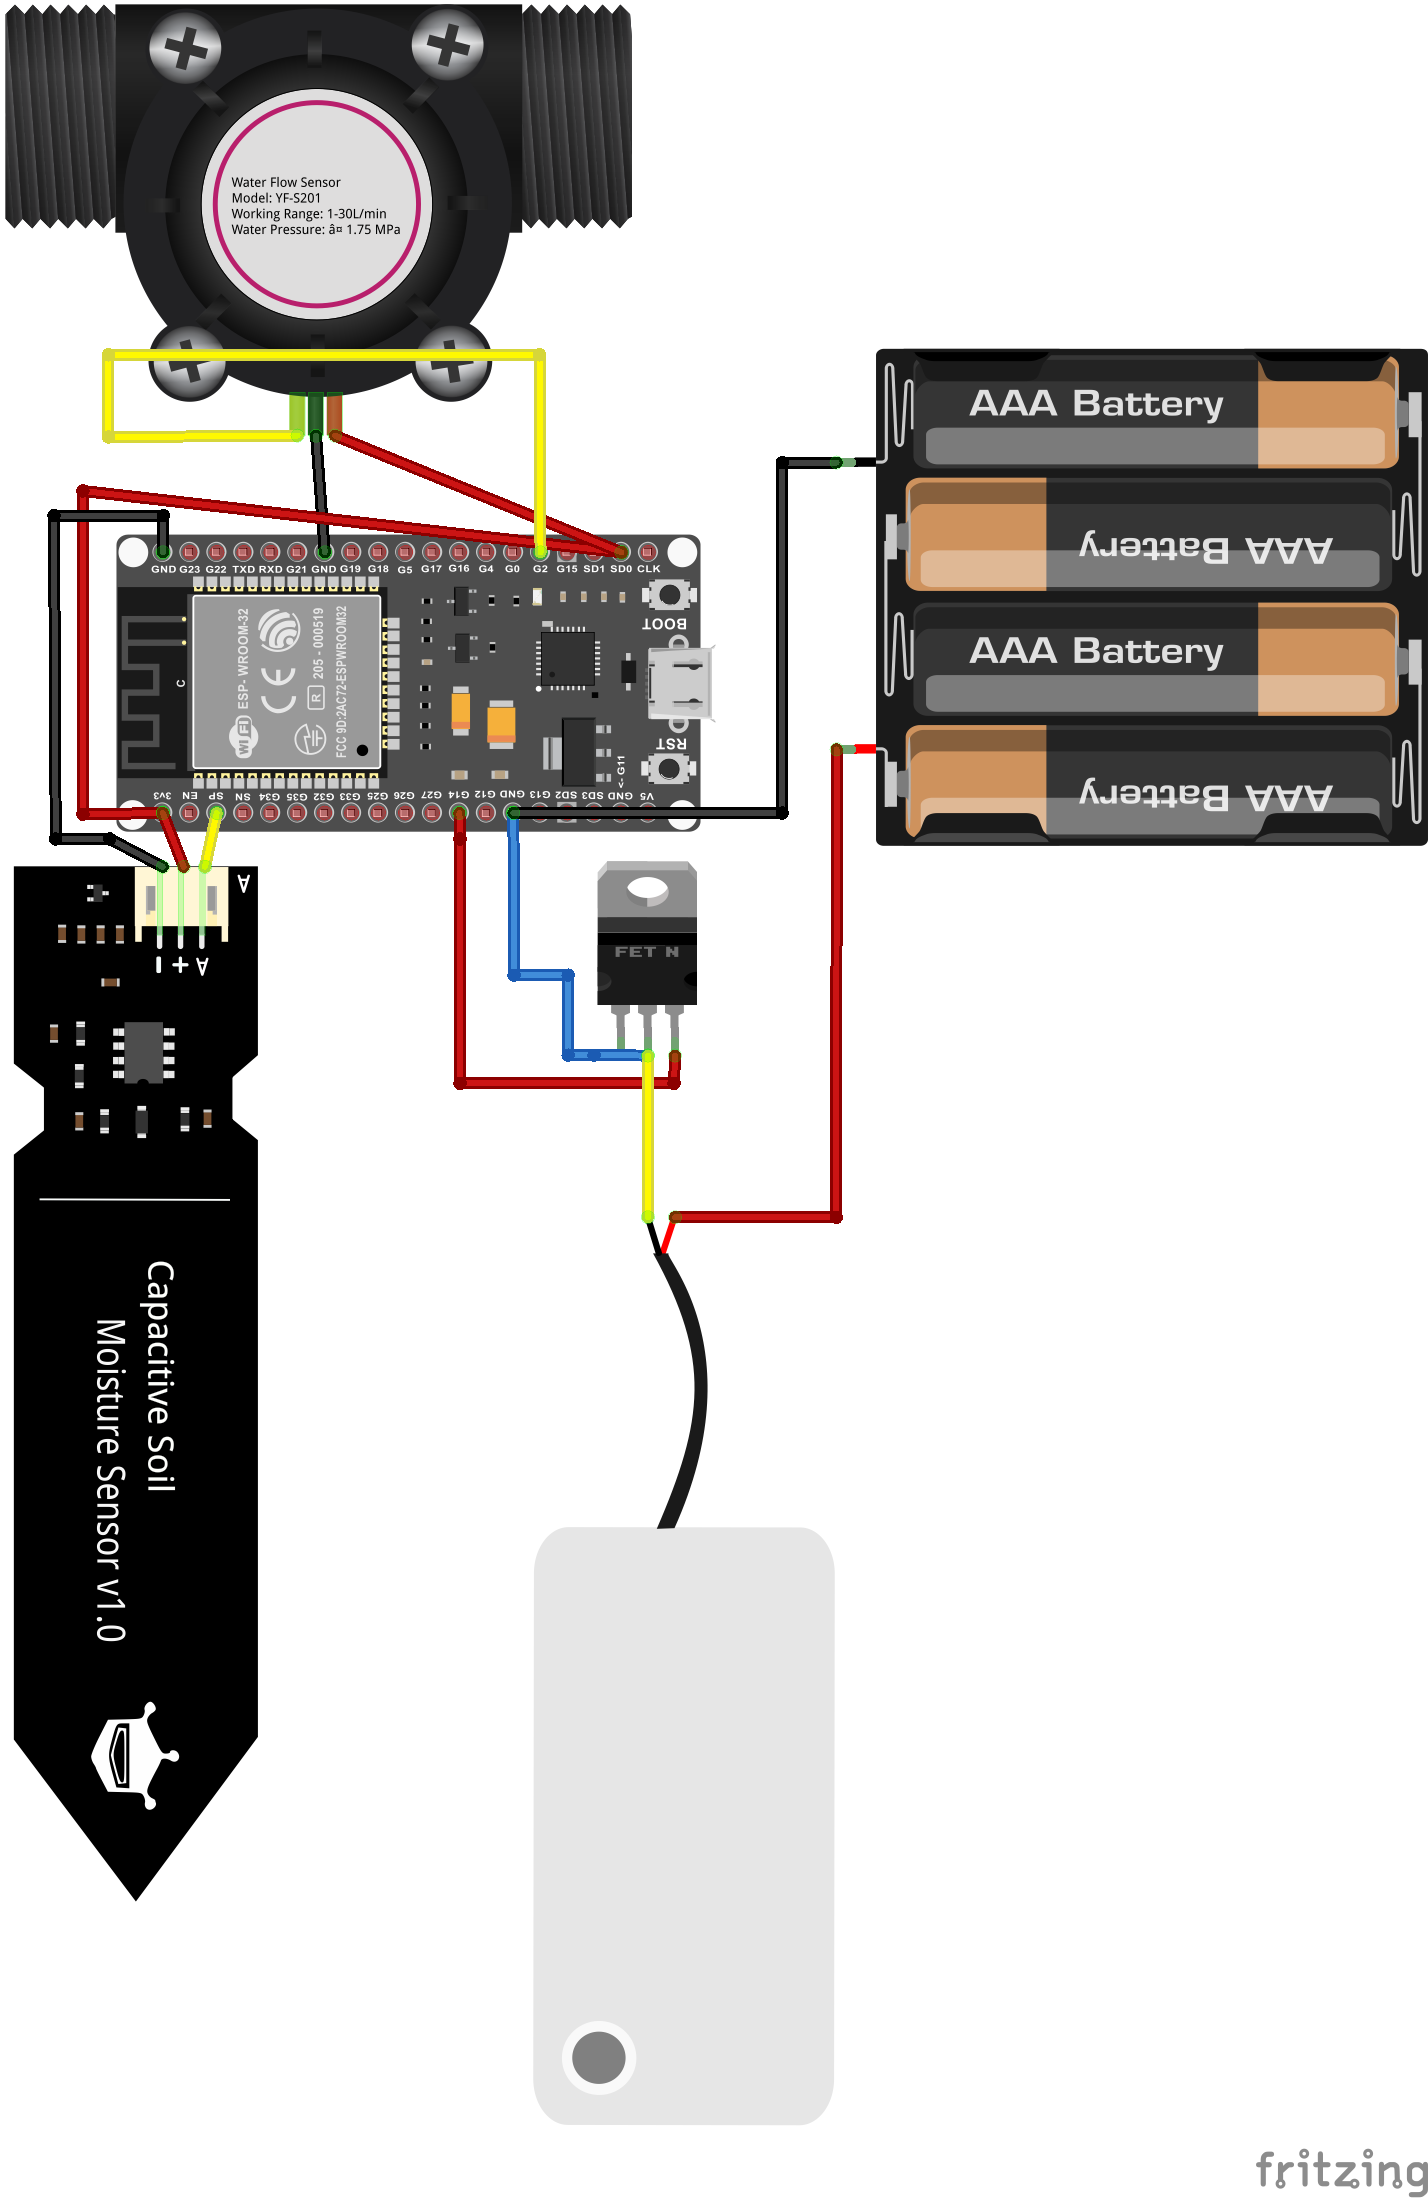 Water Flow Sensor
Model: YF-S201
Working Range: 1-30L/min
Water Pressure: â¤ 1.75 MPa
AAA Battery
AAA Battery
AAA Battery
AAA Battery
GND G23 G22 TXD RXD G21 GND G19 G18 G5 G17 G16 G4 G0 G2 G15 SD1 SD0 CLK
BOOT
ESP-WROOM-32
205-000519
R
FCC 9D:2AC72-ESPWROOM32
CE
Wi Fi
C
RST
<- G11
3v3 EN SP SN G34 G35 G32 G33 G25 G26 G27 G14 G12 GND G13 SD2 SD3 GND V5
A
- + A
FET N
Capacitive Soil
Moisture Sensor v1.0
fritzing